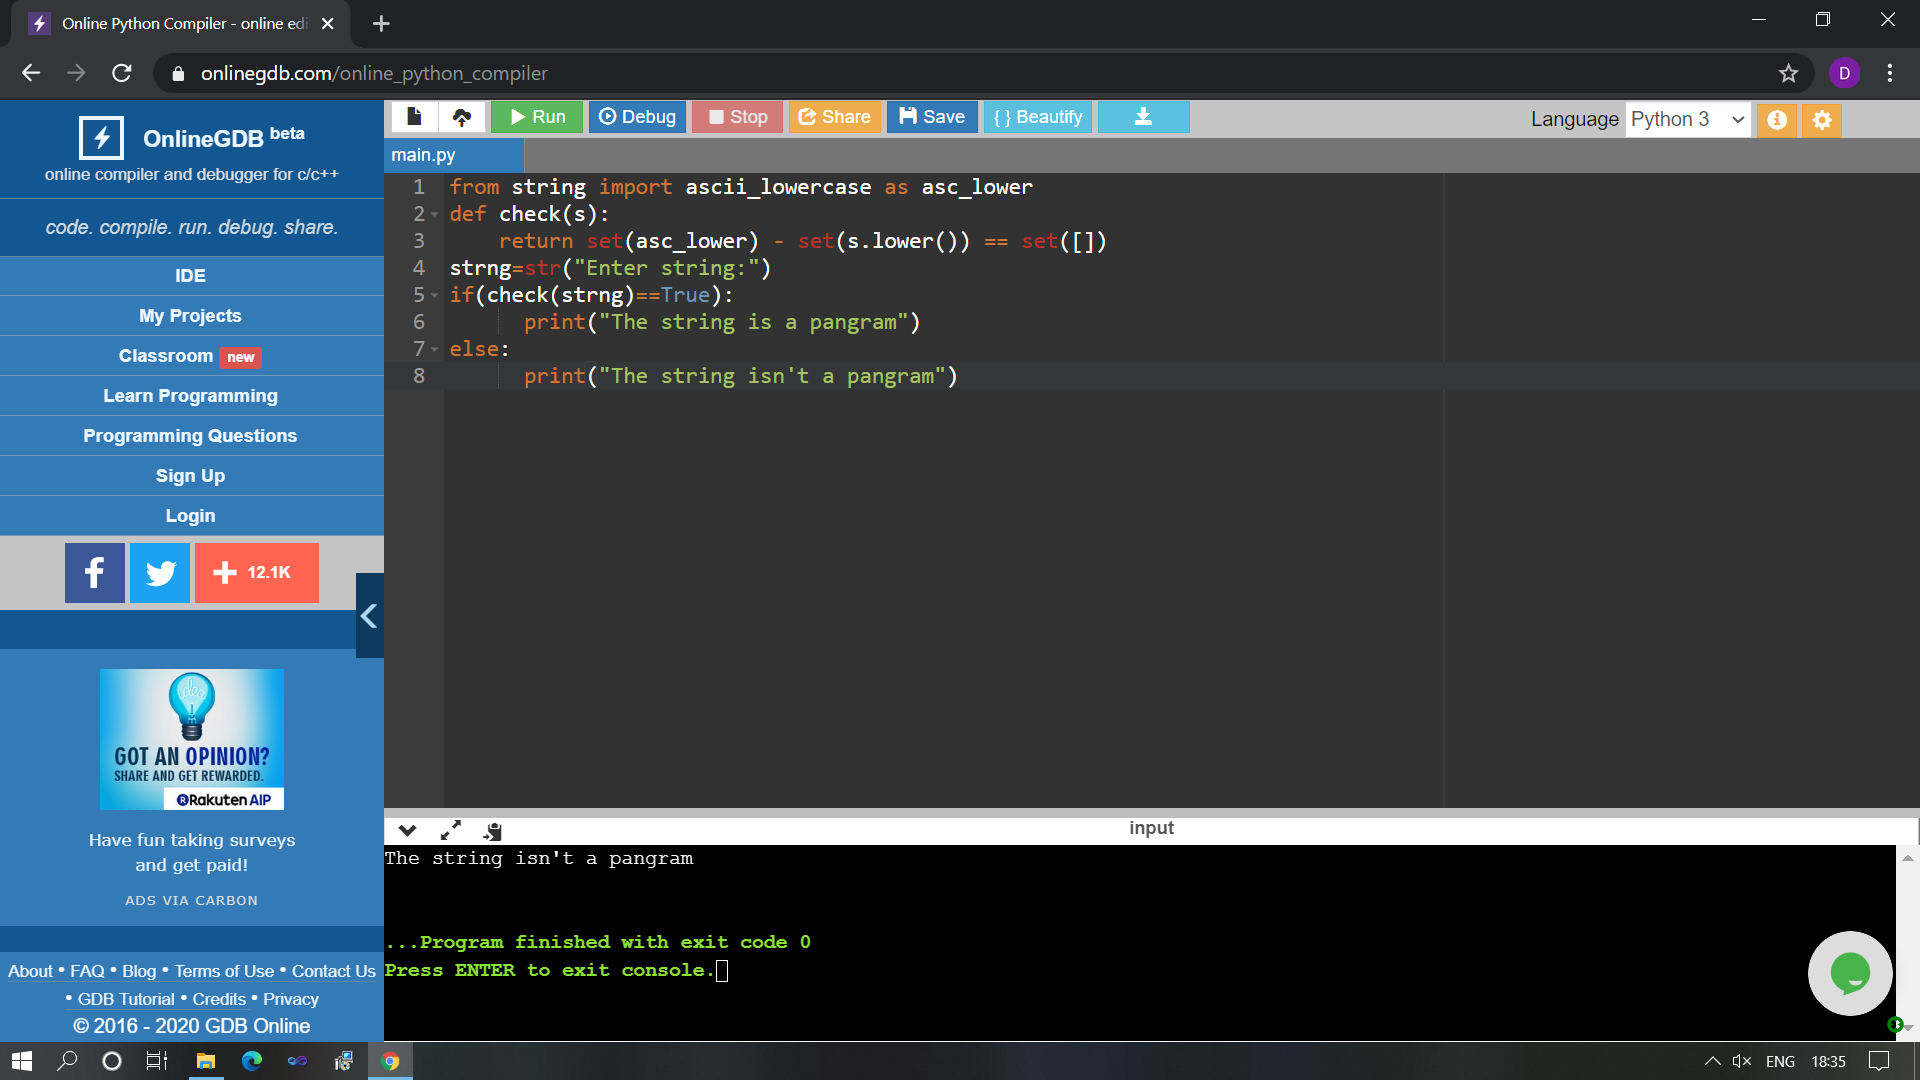 Online Python Compiler - online edi
onlinegdb.com/online_python_compiler
D
OnlineGDB beta
online compiler and debugger for c/c++
code. compile. run. debug. share.
IDE
My Projects
Classroom new
Learn Programming
Programming Questions
Sign Up
Login
12.1K
idea
GOT AN OPINION?
SHARE AND GET REWARDED.
Rakuten AIP
Have fun taking surveys
and get paid!
ADS VIA CARBON
About • FAQ • Blog • Terms of Use • Contact Us
• GDB Tutorial • Credits • Privacy
© 2016 - 2020 GDB Online
Run Debug Stop Share Save { } Beautify
Language Python 3
main.py
1 from string import ascii_lowercase as asc_lower
2 def check(s):
3     return set(asc_lower) - set(s.lower()) == set([])
4 strng=str("Enter string:")
5 if(check(strng)==True):
6       print("The string is a pangram")
7 else:
8       print("The string isn't a pangram")
input
The string isn't a pangram
...Program finished with exit code 0
Press ENTER to exit console.
ENG 18:35